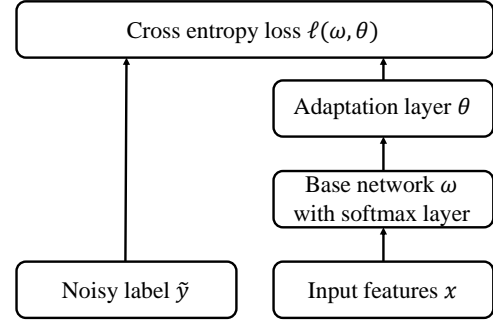 Cross entropy loss ℓ(ω, θ)
Adaptation layer θ
Base network ω
with softmax layer
Noisy label ỹ
Input features x